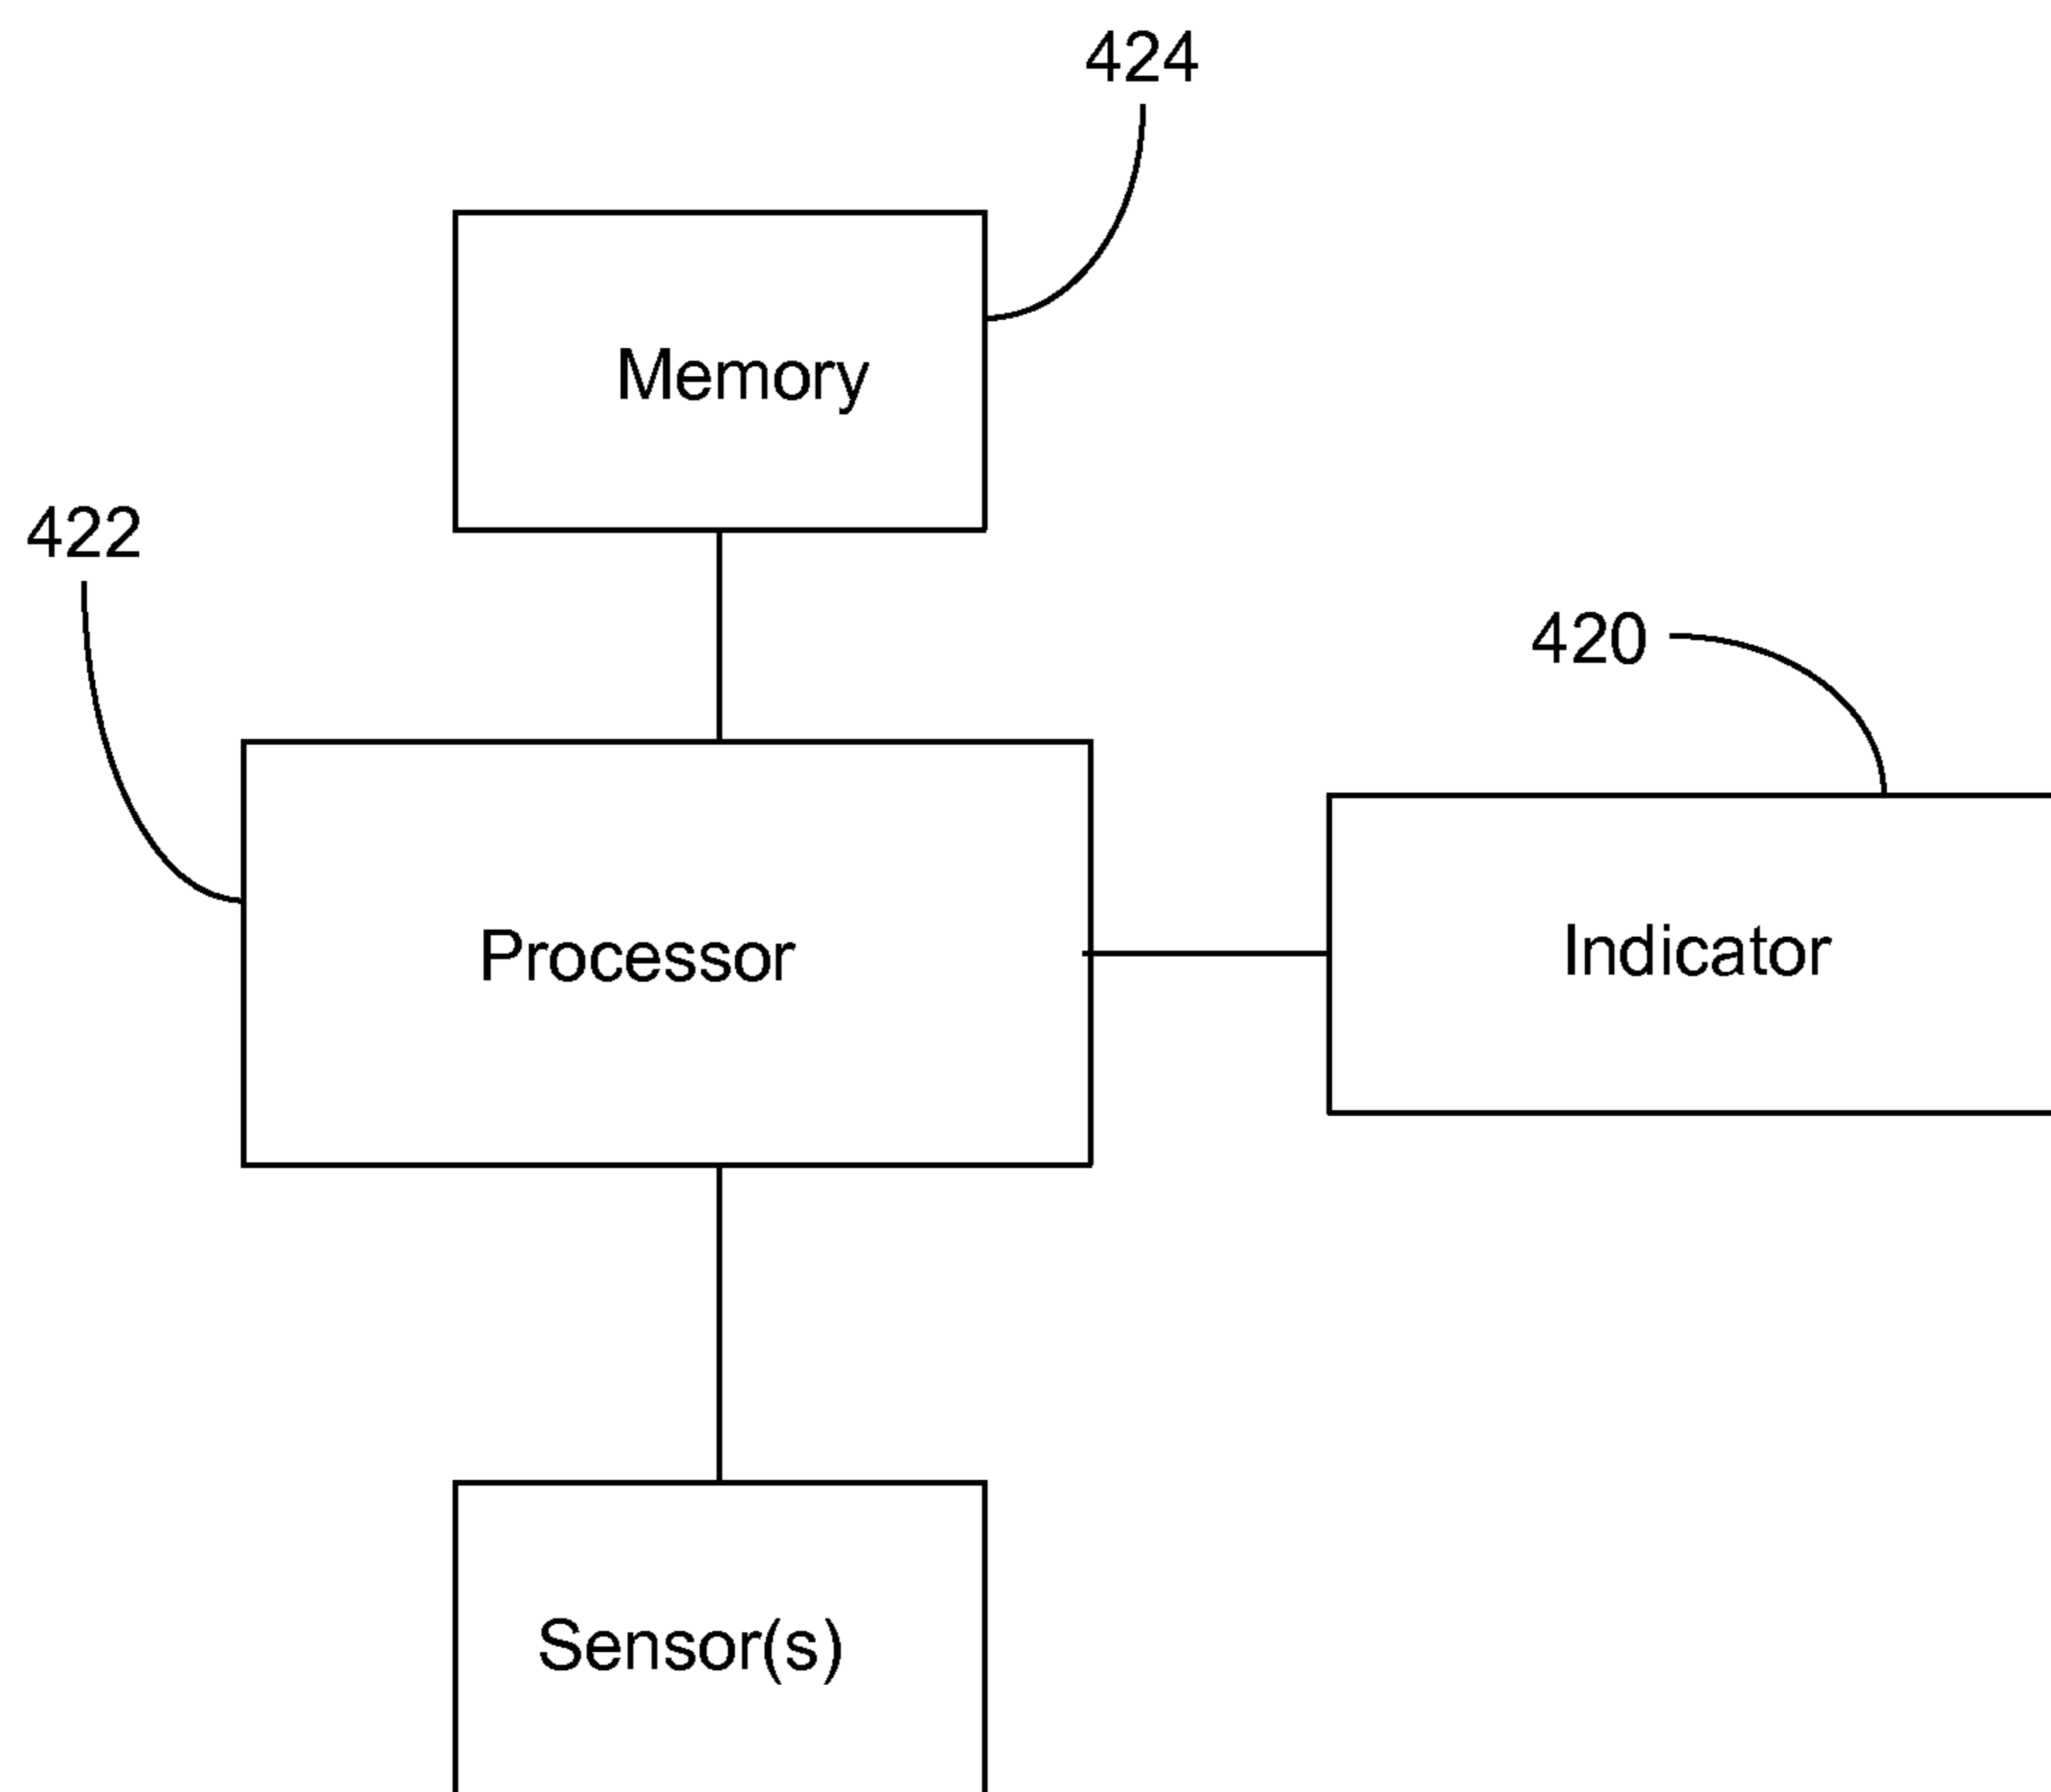 424
Memory
422
420
Processor
Indicator
Sensor(s)